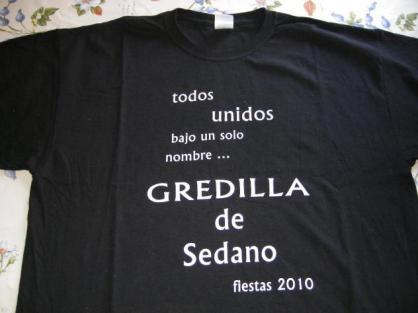 todos
unidos
bajo un solo
nombre ...
GREDILLA
de
Sedano
fiestas 2010